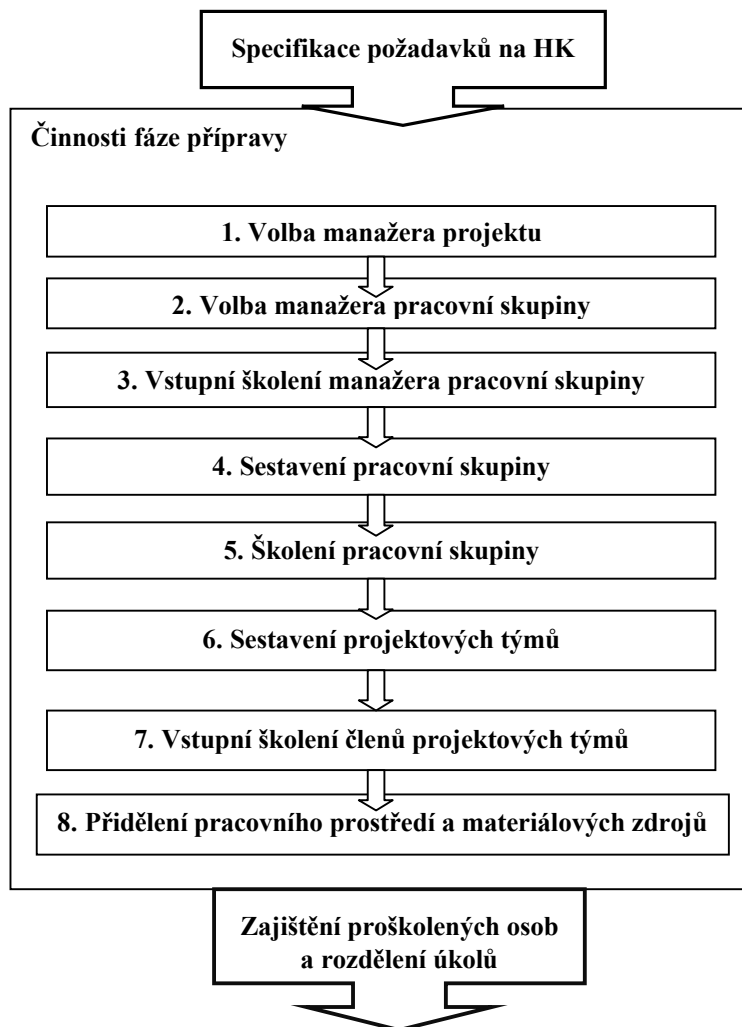 Specifikace požadavků na HK
Činnosti fáze přípravy
1. Volba manažera projektu
2. Volba manažera pracovní skupiny
3. Vstupní školení manažera pracovní skupiny
4. Sestavení pracovní skupiny
5. Školení pracovní skupiny
6. Sestavení projektových týmů
7. Vstupní školení členů projektových týmů
8. Přidělení pracovního prostředí a materiálových zdrojů
Zajištění proškolených osob
a rozdělení úkolů